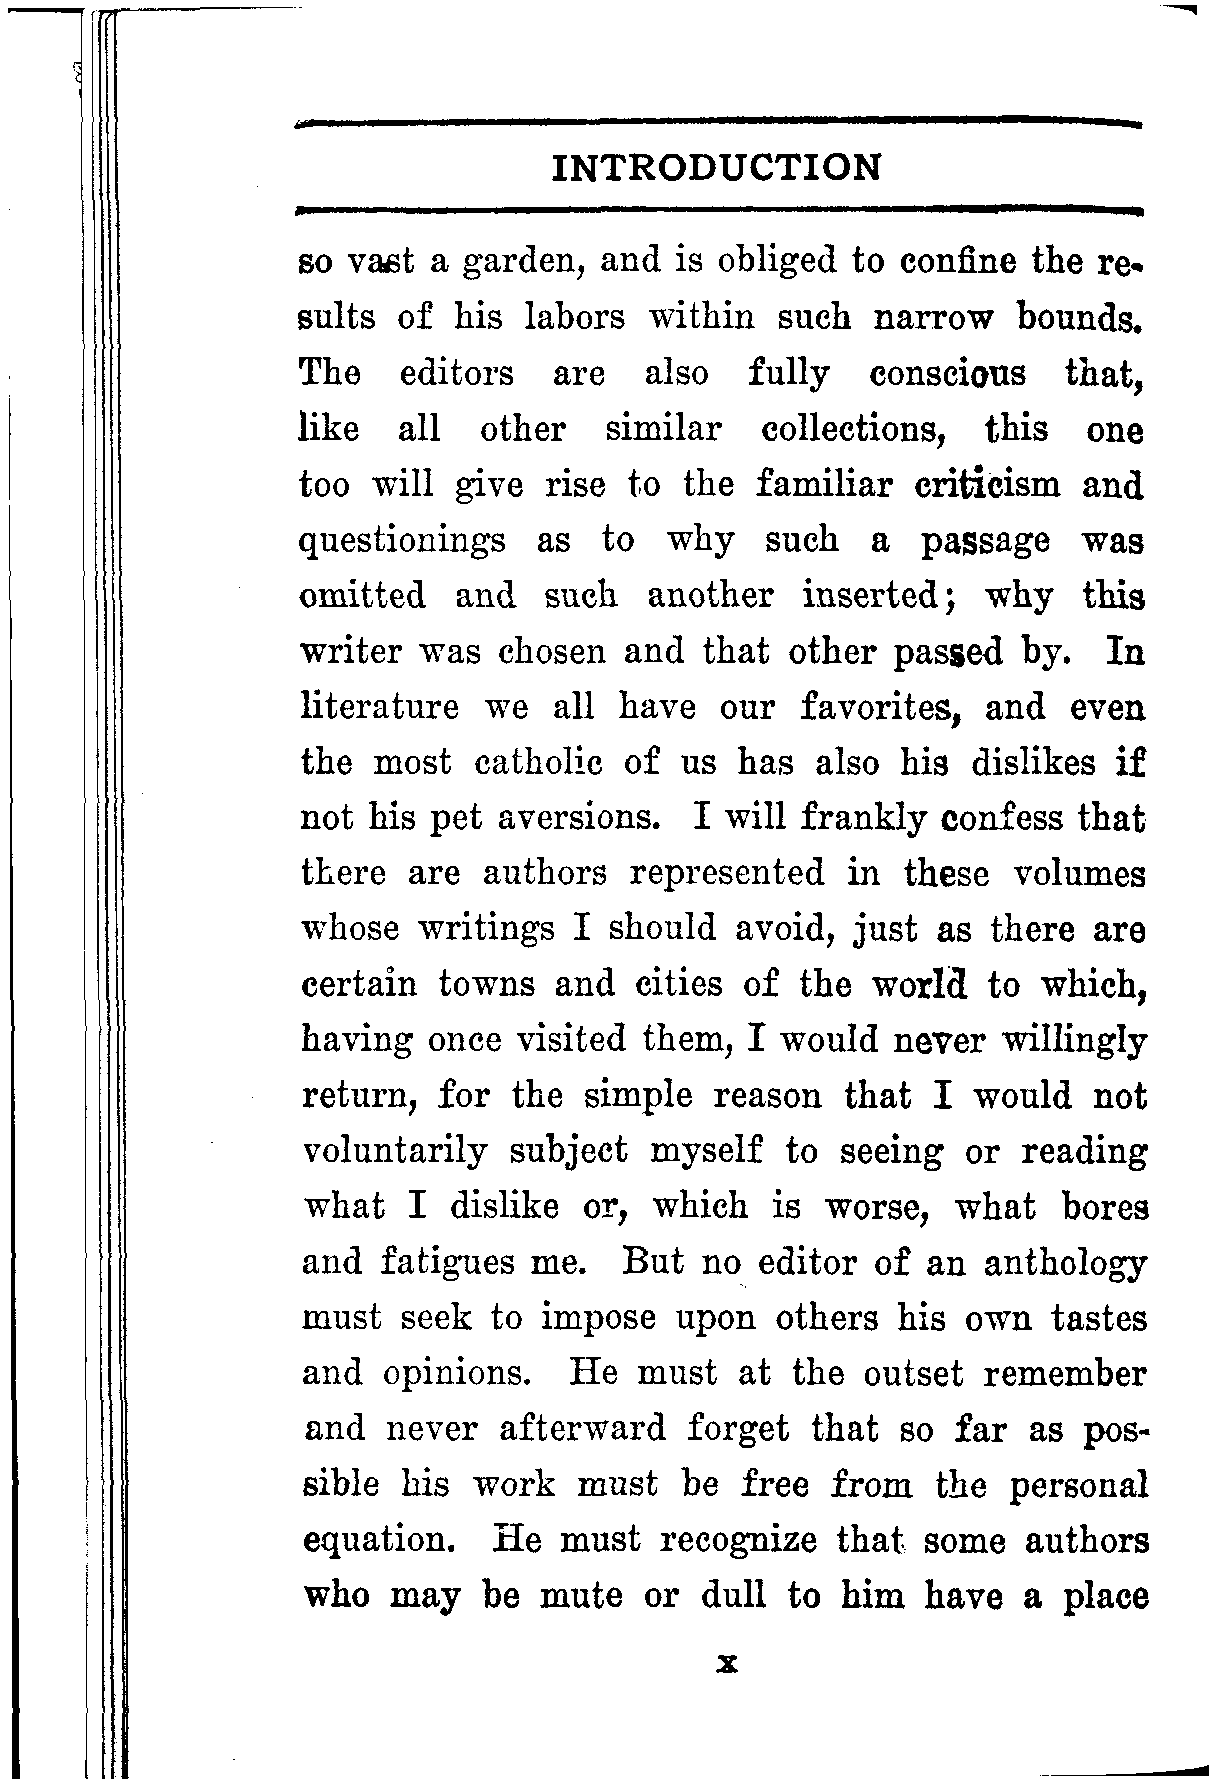 INTRODUCTION
so vast a garden, and is obliged to confine the re-
sults of his labors within such narrow bounds.
The editors are also fully conscious that,
like all other similar collections, this one
too will give rise to the familiar criticism and
questionings as to why such a passage was
omitted and such another inserted; why this
writer was chosen and that other passed by. In
literature we all have our favorites, and even
the most catholic of us has also his dislikes if
not his pet aversions. I will frankly confess that
there are authors represented in these volumes
whose writings I should avoid, just as there are
certain towns and cities of the world to which,
having once visited them, I would never willingly
return, for the simple reason that I would not
voluntarily subject myself to seeing or reading
what I dislike or, which is worse, what bores
and fatigues me. But no editor of an anthology
must seek to impose upon others his own tastes
and opinions. He must at the outset remember
and never afterward forget that so far as pos-
sible his work must be free from the personal
equation. He must recognize that some authors
who may be mute or dull to him have a place
x